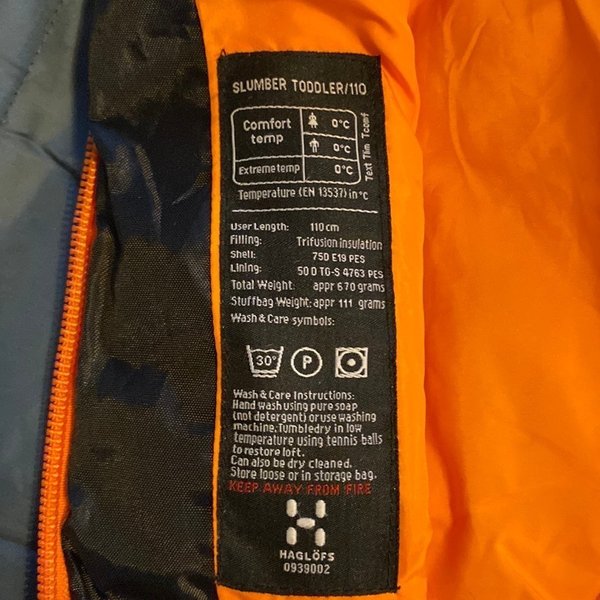 SLUMBER TODDLER/110
Comfort temp 0°C
0°C
Extreme temp 0°C
Text Tlim Tcomf
Temperature (EN 13537) in °C
User Length: 110 cm
Filling: Trifusion insulation
Shell: 75D E19 PES
Lining: 50 D TG-S 4763 PES
Total Weight: appr 670 grams
Stuffbag Weight: appr 111 grams
Wash & Care symbols:
30° P
Wash & Care Instructions:
Hand wash using pure soap
(not detergent) or use washing
machine. Tumbledry in low
temperature using tennis balls
to restore loft.
Can also be dry cleaned.
Store loose or in storage bag.
KEEP AWAY FROM FIRE
HAGLÖFS
0939002